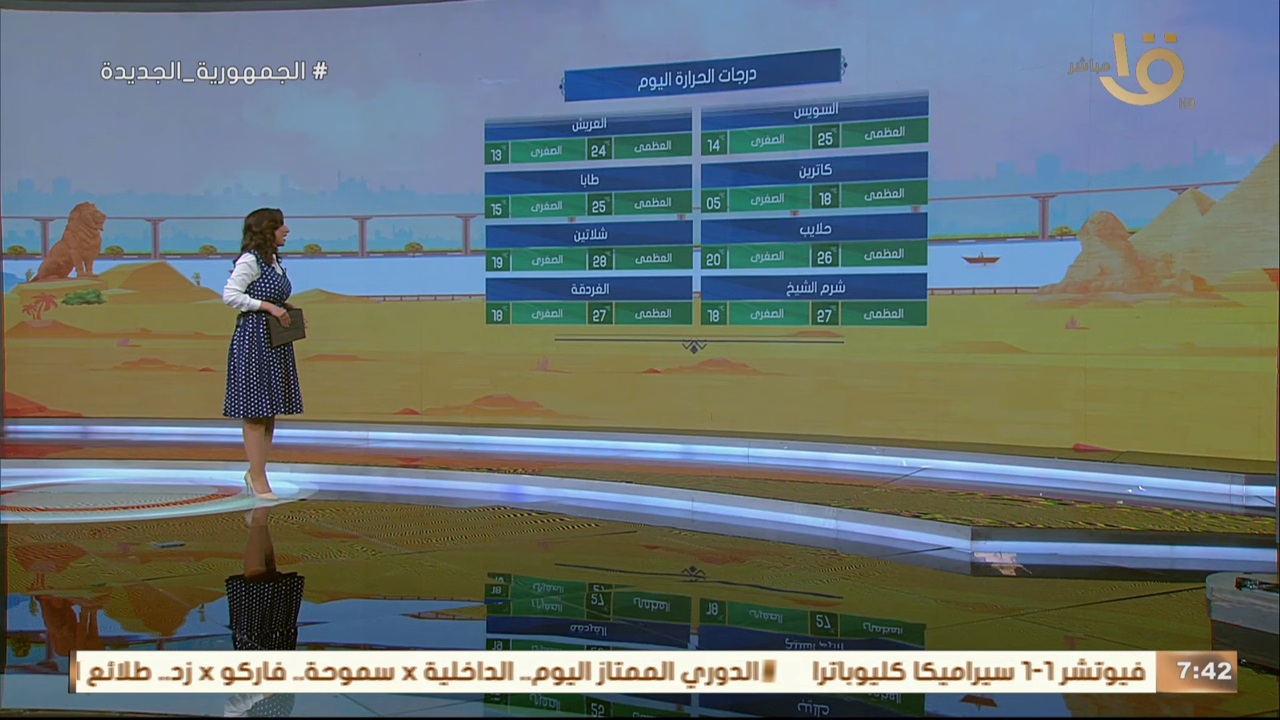 # الجمهورية_الجديدة
مباشر
HD
درجات الحرارة اليوم
السويس
العظمى 25 الصغرى 14
العريش
العظمى 24 الصغرى 13
كاترين
العظمى 18 الصغرى 05
طابا
العظمى 25 الصغرى 15
حلايب
العظمى 26 الصغرى 20
شلاتين
العظمى 28 الصغرى 19
شرم الشيخ
العظمى 27 الصغرى 18
الغردقة
العظمى 27 الصغرى 18
7:42
فيوتشر 1-1 سيراميكا كليوباترا الدوري الممتاز اليوم.. الداخلية x سموحة.. فاركو x زد.. طلائع ا